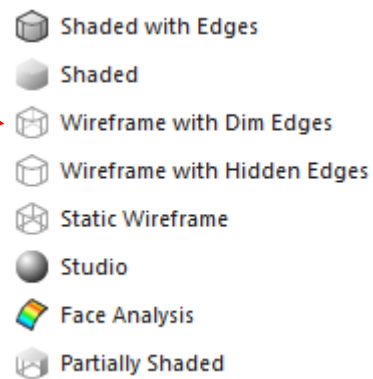 Shaded with Edges
Shaded
Wireframe with Dim Edges
Wireframe with Hidden Edges
Static Wireframe
Studio
Face Analysis
Partially Shaded